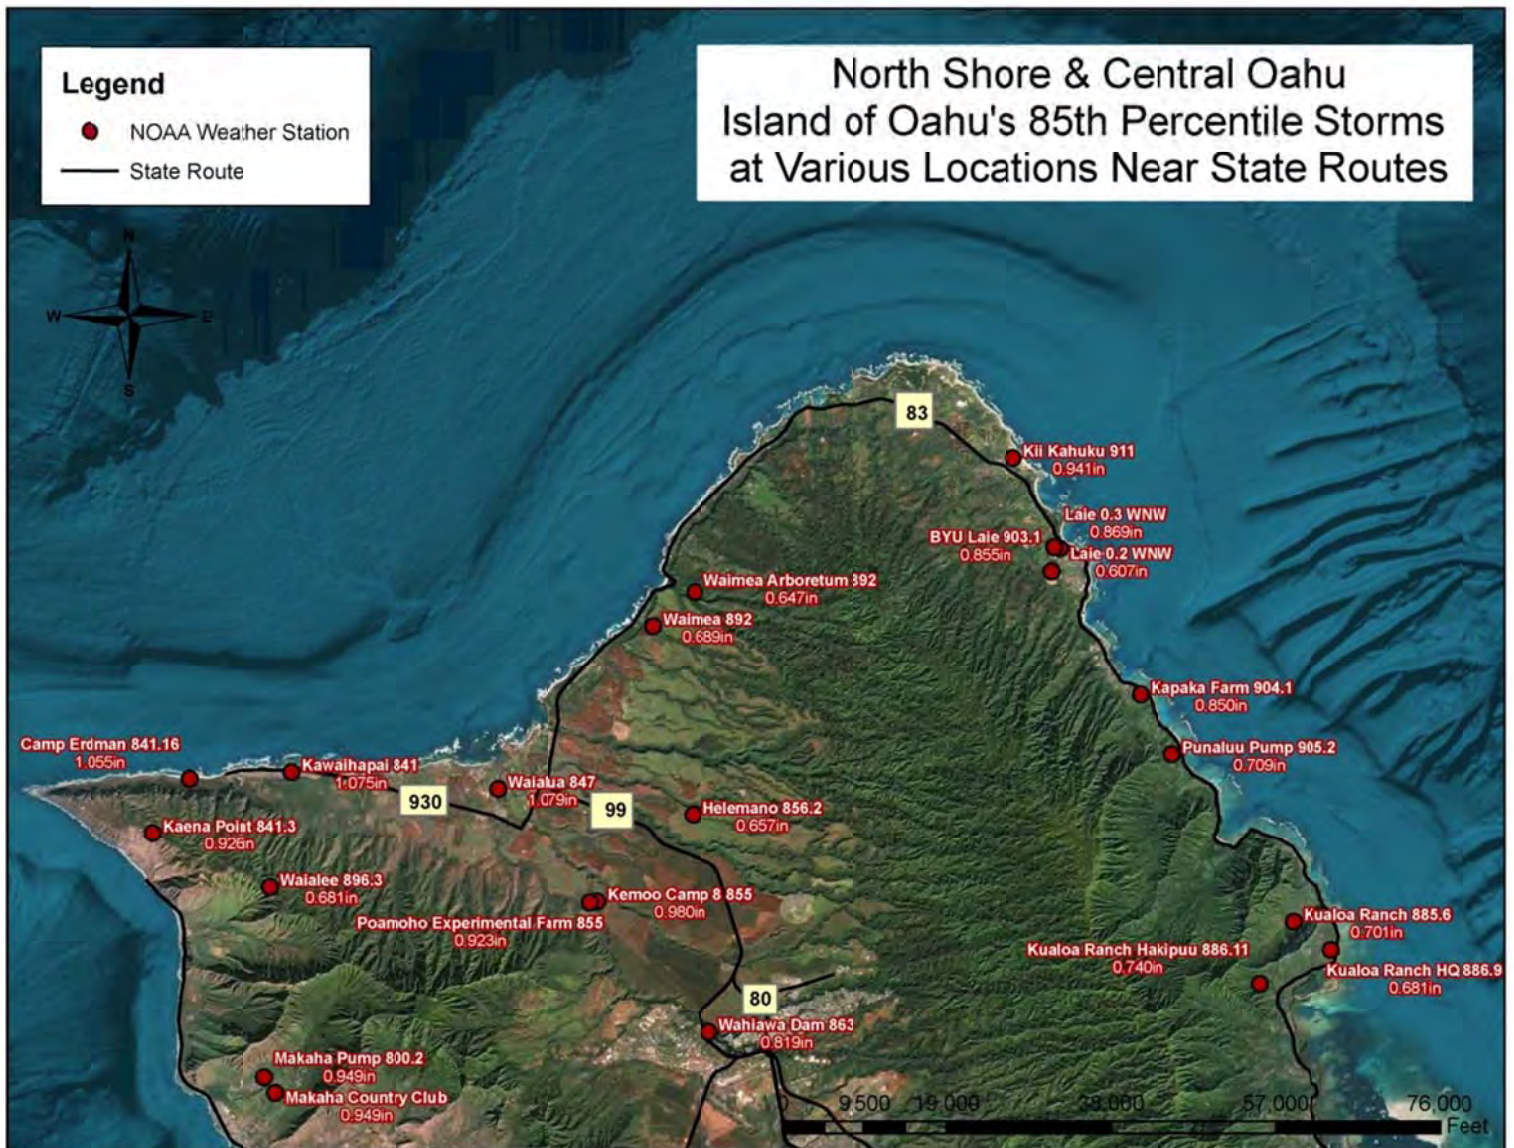 Legend
NOAA Weather Station
State Route
North Shore & Central Oahu
Island of Oahu's 85th Percentile Storms
at Various Locations Near State Routes
N
W
E
S
83
Kii Kahuku 911
0.941in
Laie 0.3 WNW
0.869in
BYU Laie 903.1
0.855in
Laie 0.2 WNW
0.607in
Waimea Arboretum 892
0.647in
Waimea 892
0.689in
Kapaka Farm 904.1
0.850in
Punaluu Pump 905.2
0.709in
Camp Erdman 841.16
1.055in
Kawaihapai 841
1.075in
930
Waialua 847
1.079in
99
Helemano 856.2
0.657in
Kaena Point 841.3
0.926in
Waialee 896.3
0.681in
Kemoo Camp 8 855
0.980in
Poamoho Experimental Farm 855
0.923in
Kualoa Ranch 885.6
0.701in
Kualoa Ranch Hakipuu 886.11
0.740in
Kualoa Ranch HQ 886.9
0.681in
80
Wahiawa Dam 863
0.819in
Makaha Pump 800.2
0.949in
Makaha Country Club
0.949in
0 9,500 19,000 38,000 57,000 76,000
Feet